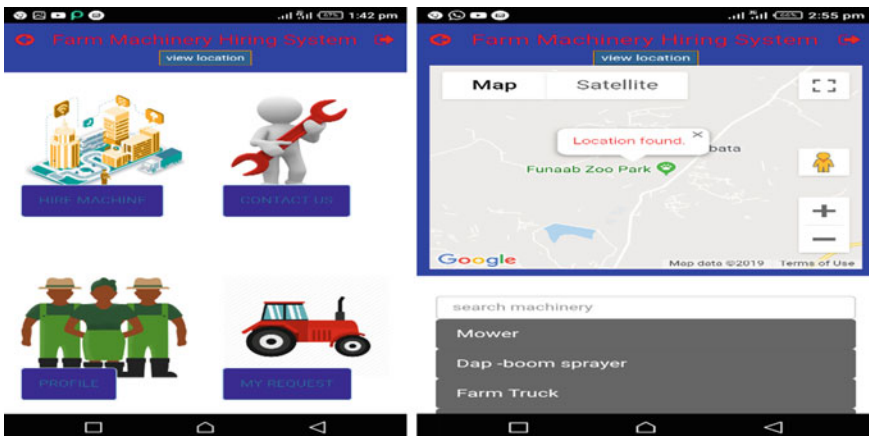 1:42 pm
Farm Machinery Hiring System
view location
HIRE MACHINE
CONTACT US
PROFILE
MY REQUEST
2:55 pm
Farm Machinery Hiring System
view location
Map
Satellite
Location found.
bata
Funaab Zoo Park
Google
Map data ©2019
Terms of Use
search machinery
Mower
Dap -boom sprayer
Farm Truck